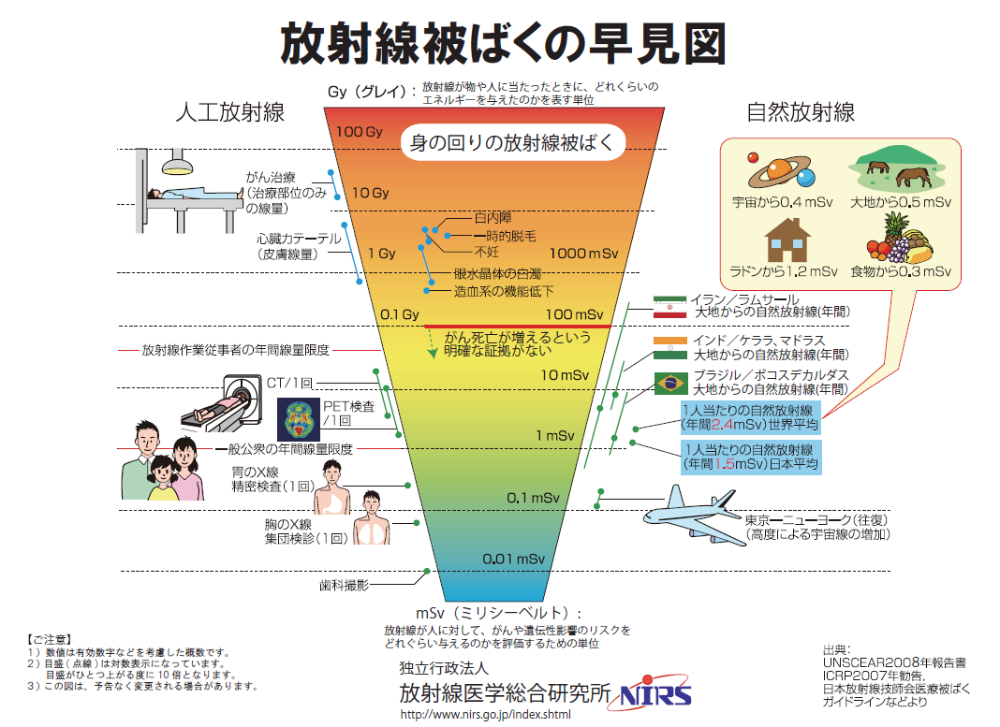 放射線被ばくの早見図
Gy（グレイ）: 放射線が物や人に当たったときに、どれくらいの
エネルギーを与えたのかを表す単位
人工放射線
自然放射線
身の回りの放射線被ばく
100 Gy
10 Gy
1 Gy
0.1 Gy
1000 mSv
100 mSv
10 mSv
1 mSv
0.1 mSv
0.01 mSv
がん治療
（治療部位のみ
の線量）
心臓カテーテル
（皮膚線量）
白内障
一時的脱毛
不妊
眼水晶体の白濁
造血系の機能低下
がん死亡が増えるという
明確な証拠がない
放射線作業従事者の年間線量限度
CT/1回
PET検査
/1回
一般公衆の年間線量限度
胃のX線
精密検査（1回）
胸のX線
集団検診（1回）
歯科撮影
宇宙から0.4 mSv
大地から0.5 mSv
ラドンから1.2 mSv
食物から0.3 mSv
イラン／ラムサール
大地からの自然放射線(年間)
インド／ケララ、マドラス
大地からの自然放射線(年間)
ブラジル／ポコスデカルダス
大地からの自然放射線(年間)
1人当たりの自然放射線
(年間2.4mSv)世界平均
1人当たりの自然放射線
(年間1.5mSv)日本平均
東京ーニューヨーク（往復）
（高度による宇宙線の増加）
mSv（ミリシーベルト）:
放射線が人に対して、がんや遺伝性影響のリスクを
どれぐらい与えるのかを評価するための単位
【ご注意】
1）数値は有効数字などを考慮した概数です。
2）目盛(点線)は対数表示になっています。
目盛がひとつ上がる度に10倍となります。
3）この図は、予告なく変更される場合があります。
独立行政法人
放射線医学総合研究所
NIRS
http://www.nirs.go.jp/index.shtml
出典:
UNSCEAR2008年報告書
ICRP2007年勧告,
日本放射線技師会医療被ばく
ガイドラインなどより